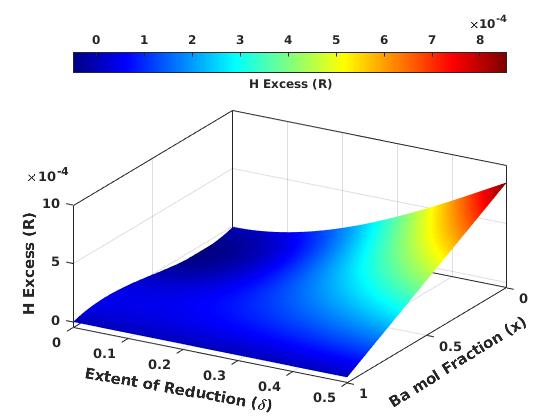 ×10-4
0 1 2 3 4 5 6 7 8
H Excess (R)
×10-4
10
5
0
H Excess (R)
0
0.1
0.2
0.3
0.4
0.5
Extent of Reduction (δ)
0
0.5
1
Ba mol Fraction (x)